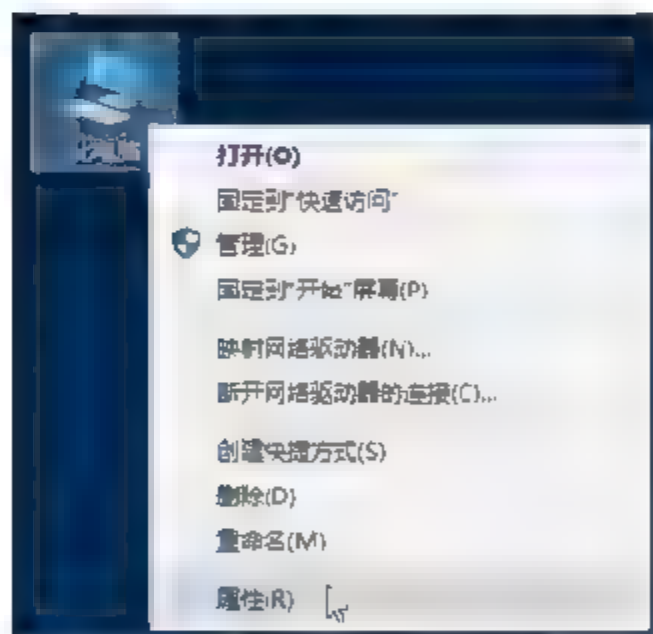 打开(O)
固定到"快速访问"
管理(G)
固定到"开始"屏幕(P)
映射网络驱动器(N)...
断开网络驱动器的连接(C)...
创建快捷方式(S)
删除(D)
重命名(M)
属性(R)